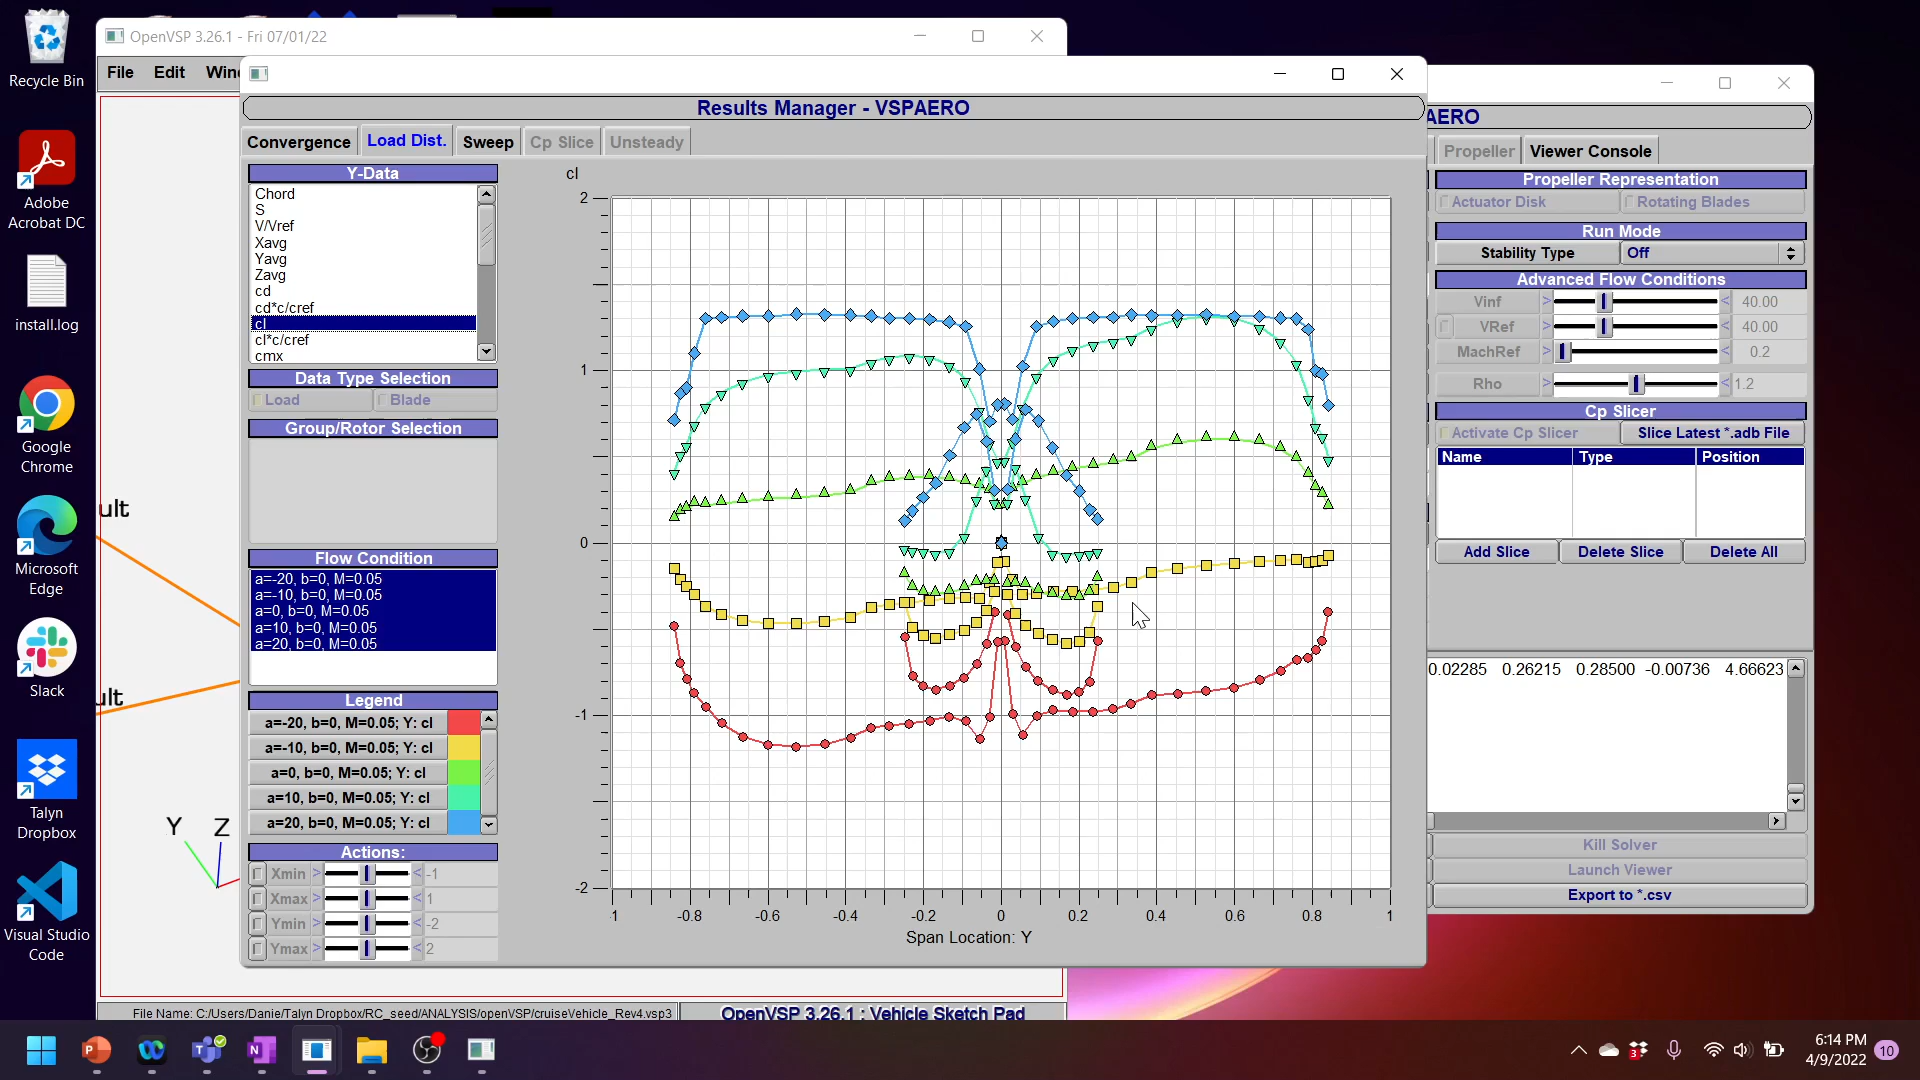 Recycle Bin
Adobe
Acrobat DC
install.log
Google
Chrome
Microsoft
Edge
Slack
Talyn
Dropbox
Visual Studio
Code
OpenVSP 3.26.1 - Fri 07/01/22
File Edit Wind
Results Manager - VSPAERO
Convergence Load Dist. Sweep Cp Slice Unsteady
Y-Data
Chord
S
V/Vref
Xavg
Yavg
Zavg
cd
cd*c/cref
cl
cl*c/cref
cmx
Data Type Selection
Load Blade
Group/Rotor Selection
Flow Condition
a=-20, b=0, M=0.05
a=-10, b=0, M=0.05
a=0, b=0, M=0.05
a=10, b=0, M=0.05
a=20, b=0, M=0.05
Legend
a=-20, b=0, M=0.05; Y: cl
a=-10, b=0, M=0.05; Y: cl
a=0, b=0, M=0.05; Y: cl
a=10, b=0, M=0.05; Y: cl
a=20, b=0, M=0.05; Y: cl
Actions:
Xmin > < -1
Xmax > < 1
Ymin > < -2
Ymax > < 2
cl
2
1
0
-1
-2
1 -0.8 -0.6 -0.4 -0.2 0 0.2 0.4 0.6 0.8 1
Span Location: Y
ult
ult
Y Z
AERO
Propeller Viewer Console
Propeller Representation
Actuator Disk Rotating Blades
Run Mode
Stability Type Off
Advanced Flow Conditions
Vinf > < 40.00
VRef > < 40.00
MachRef > < 0.2
Rho > < 1.2
Cp Slicer
Activate Cp Slicer Slice Latest *.adb File
Name Type Position
Add Slice Delete Slice Delete All
0.02285 0.26215 0.28500 -0.00736 4.66623
Kill Solver
Launch Viewer
Export to *.csv
File Name: C:/Users/Danie/Talyn Dropbox/RC_seed/ANALYSIS/openVSP/cruiseVehicle_Rev4.vsp3
OpenVSP 3.26.1 : Vehicle Sketch Pad
3
6:14 PM
4/9/2022
10